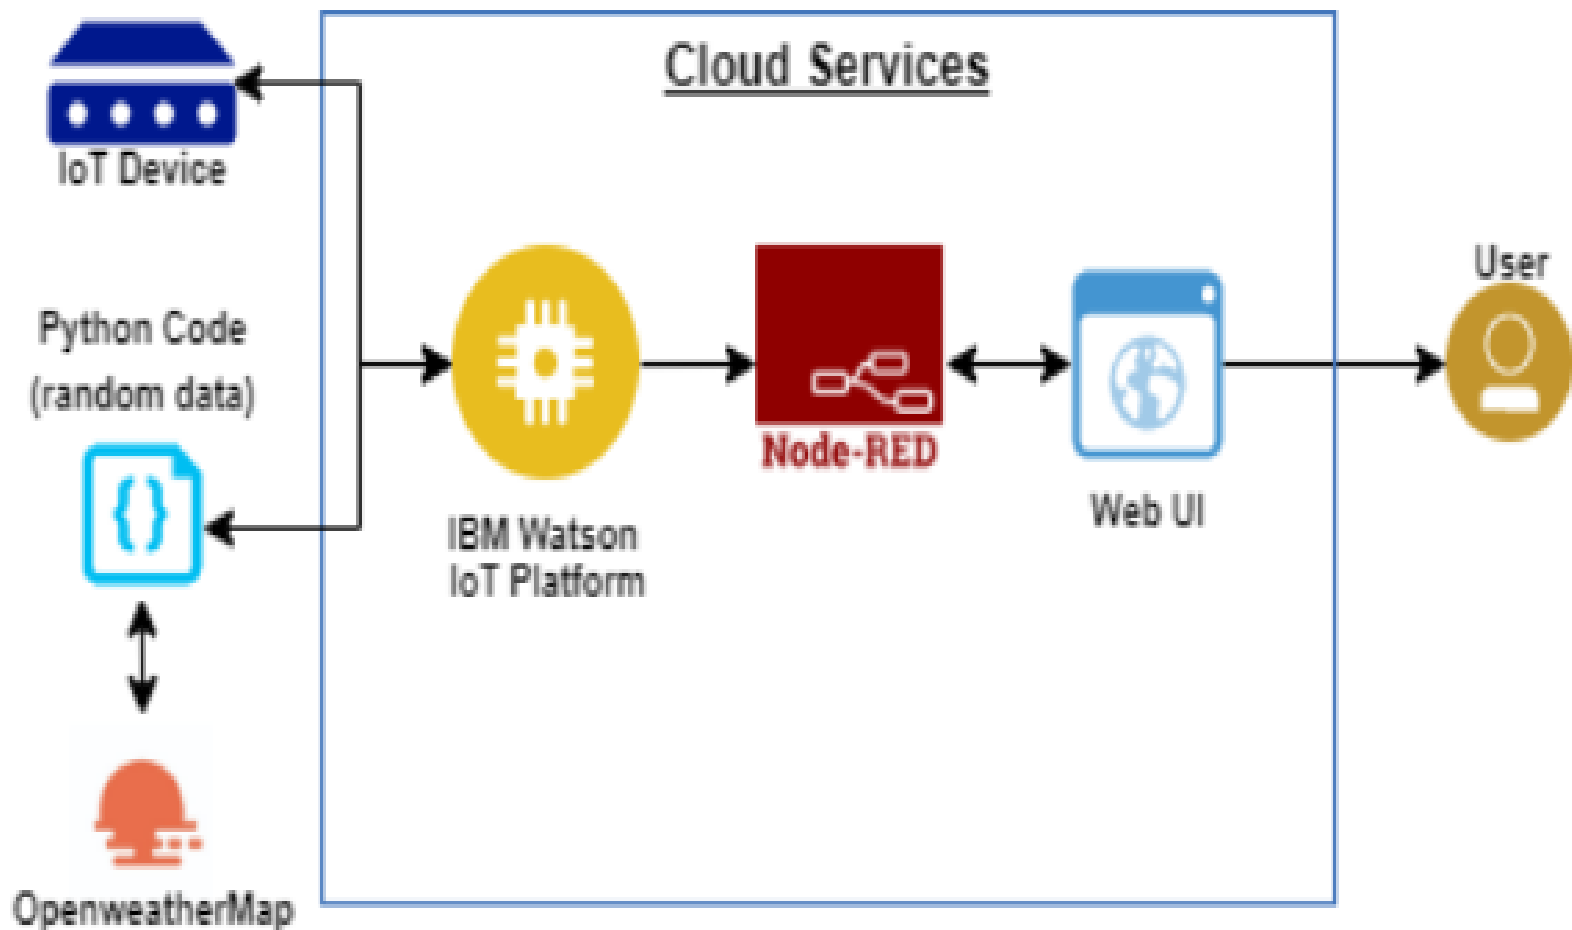 Cloud Services
IoT Device
Python Code
(random data)
OpenweatherMap
IBM Watson
IoT Platform
Node-RED
Web UI
User